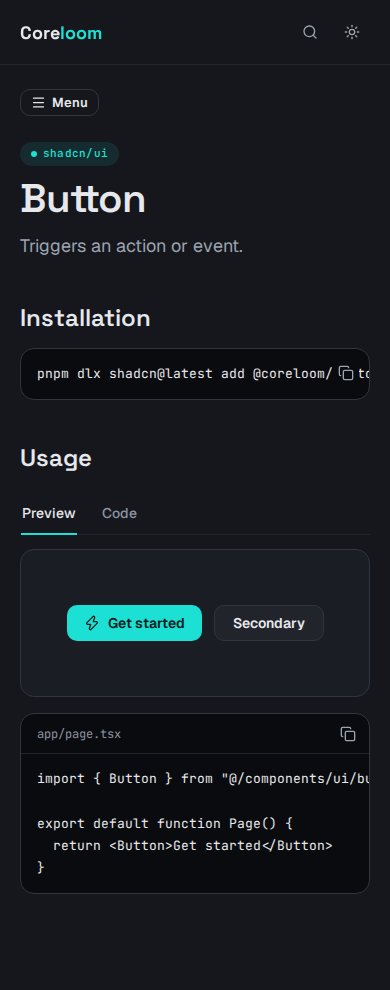 Coreloom
Menu
shadcn/ui
Button
Triggers an action or event.
Installation
pnpm dlx shadcn@latest add @coreloom/
Usage
Preview Code
Get started Secondary
app/page.tsx
import { Button } from "@/components/ui/bu
export default function Page() {
return <Button>Get started</Button>
}